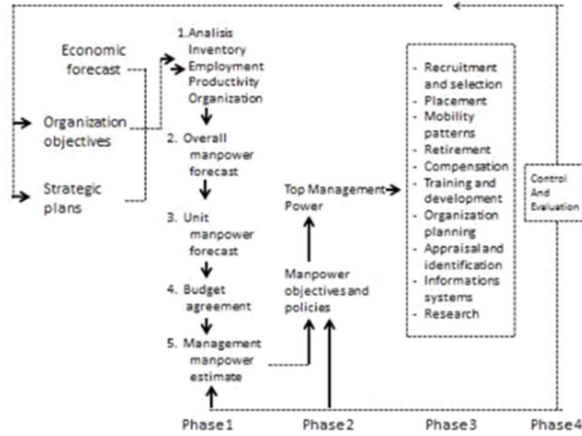 Economic
forecast
Organization
objectives
Strategic
plans
1.Analisis
Inventory
Employment
Productivity
Organization
2. Overall
manpower
forecast
3. Unit
manpower
forecast
4. Budget
agreement
5. Management
manpower
estimate
Top Management
Power
Manpower
objectives and
policies
- Recruitment
and selection
- Placement
- Mobility
patterns
- Retirement
- Compensation
- Training and
development
- Organization
planning
- Appraisal and
identification
- Informations
systems
- Research
Control
And
Evaluation
Phase1
Phase2
Phase3
Phase4